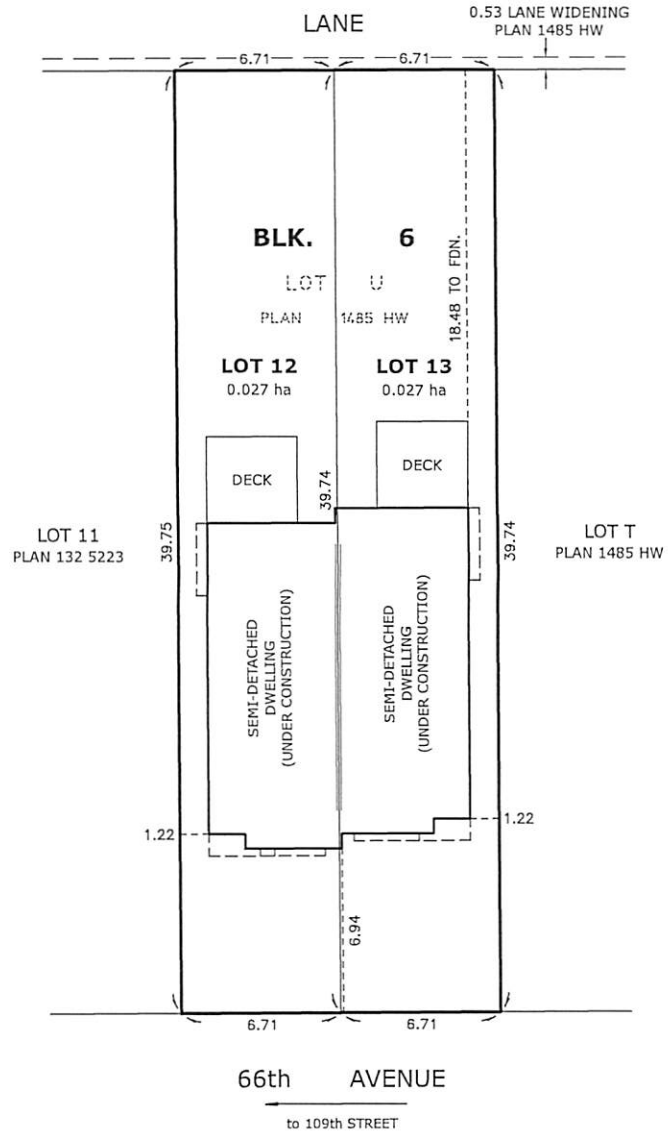 LANE
0.53 LANE WIDENING
PLAN 1485 HW
6.71
6.71
BLK. 6
LOT U
PLAN 1485 HW
18.48 TO FDN.
LOT 12
0.027 ha
LOT 13
0.027 ha
DECK
DECK
39.74
LOT 11
PLAN 132 5223
39.75
39.74
LOT T
PLAN 1485 HW
SEMI-DETACHED
DWELLING
(UNDER CONSTRUCTION)
SEMI-DETACHED
DWELLING
(UNDER CONSTRUCTION)
1.22
1.22
6.94
6.71
6.71
66th AVENUE
to 109th STREET